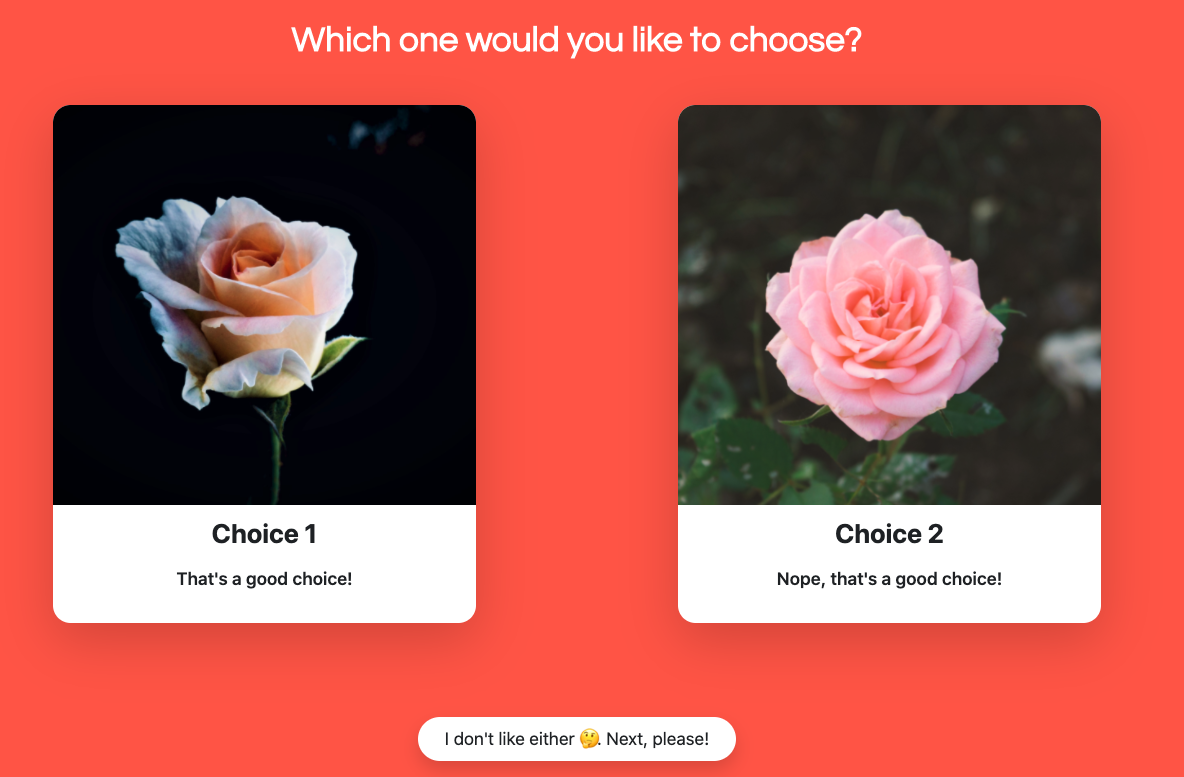 Which one would you like to choose?
Choice 1
That's a good choice!
Choice 2
Nope, that's a good choice!
I don't like either 🤔. Next, please!